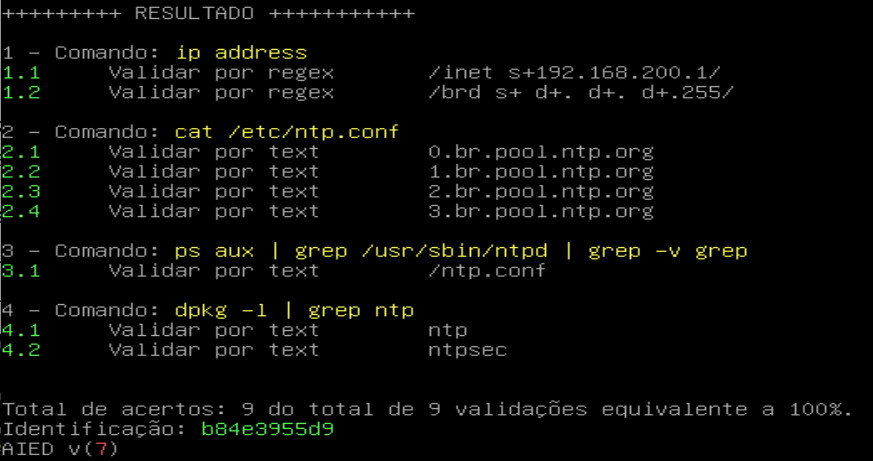 +++++++++ RESULTADO +++++++++++
1 - Comando: ip address
1.1 Validar por regex /inet s+192.168.200.1/
1.2 Validar por regex /brd s+ d+. d+. d+.255/
2 - Comando: cat /etc/ntp.conf
2.1 Validar por text 0.br.pool.ntp.org
2.2 Validar por text 1.br.pool.ntp.org
2.3 Validar por text 2.br.pool.ntp.org
2.4 Validar por text 3.br.pool.ntp.org
3 - Comando: ps aux | grep /usr/sbin/ntpd | grep -v grep
3.1 Validar por text /ntp.conf
4 - Comando: dpkg -l | grep ntp
4.1 Validar por text ntp
4.2 Validar por text ntpsec
Total de acertos: 9 do total de 9 validações equivalente a 100%.
Identificação: b84e3955d9
AIED v(7)